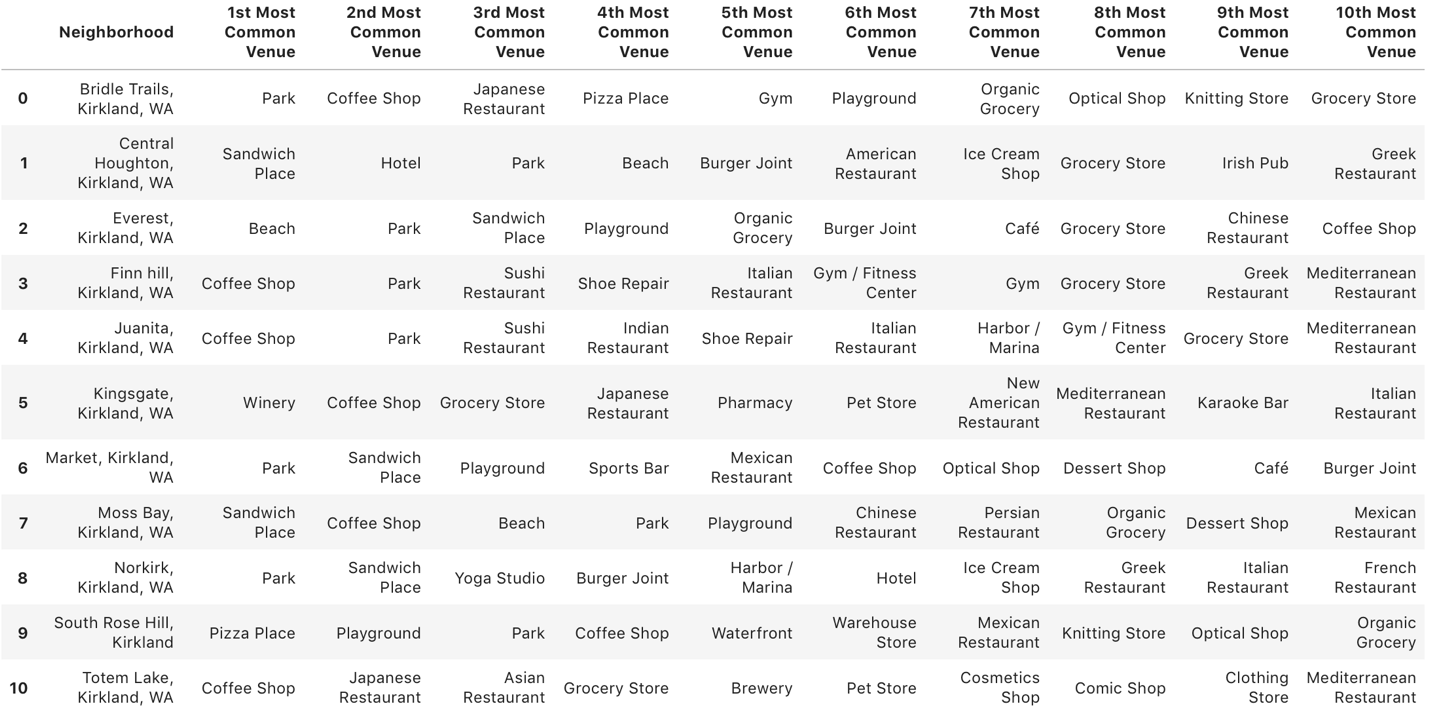 Neighborhood 1st Most Common Venue 2nd Most Common Venue 3rd Most Common Venue 4th Most Common Venue 5th Most Common Venue 6th Most Common Venue 7th Most Common Venue 8th Most Common Venue 9th Most Common Venue 10th Most Common Venue
0 Bridle Trails, Kirkland, WA Park Coffee Shop Japanese Restaurant Pizza Place Gym Playground Organic Grocery Optical Shop Knitting Store Grocery Store
1 Central Houghton, Kirkland, WA Sandwich Place Hotel Park Beach Burger Joint American Restaurant Ice Cream Shop Grocery Store Irish Pub Greek Restaurant
2 Everest, Kirkland, WA Beach Park Sandwich Place Playground Organic Grocery Burger Joint Café Grocery Store Chinese Restaurant Coffee Shop
3 Finn hill, Kirkland, WA Coffee Shop Park Sushi Restaurant Shoe Repair Italian Restaurant Gym / Fitness Center Gym Grocery Store Greek Restaurant Mediterranean Restaurant
4 Juanita, Kirkland, WA Coffee Shop Park Sushi Restaurant Indian Restaurant Shoe Repair Italian Restaurant Harbor / Marina Gym / Fitness Center Grocery Store Mediterranean Restaurant
5 Kingsgate, Kirkland, WA Winery Coffee Shop Grocery Store Japanese Restaurant Pharmacy Pet Store New American Restaurant Mediterranean Restaurant Karaoke Bar Italian Restaurant
6 Market, Kirkland, WA Park Sandwich Place Playground Sports Bar Mexican Restaurant Coffee Shop Optical Shop Dessert Shop Café Burger Joint
7 Moss Bay, Kirkland, WA Sandwich Place Coffee Shop Beach Park Playground Chinese Restaurant Persian Restaurant Organic Grocery Dessert Shop Mexican Restaurant
8 Norkirk, Kirkland, WA Park Sandwich Place Yoga Studio Burger Joint Harbor / Marina Hotel Ice Cream Shop Greek Restaurant Italian Restaurant French Restaurant
9 South Rose Hill, Kirkland Pizza Place Playground Park Coffee Shop Waterfront Warehouse Store Mexican Restaurant Knitting Store Optical Shop Organic Grocery
10 Totem Lake, Kirkland, WA Coffee Shop Japanese Restaurant Asian Restaurant Grocery Store Brewery Pet Store Cosmetics Shop Comic Shop Clothing Store Mediterranean Restaurant